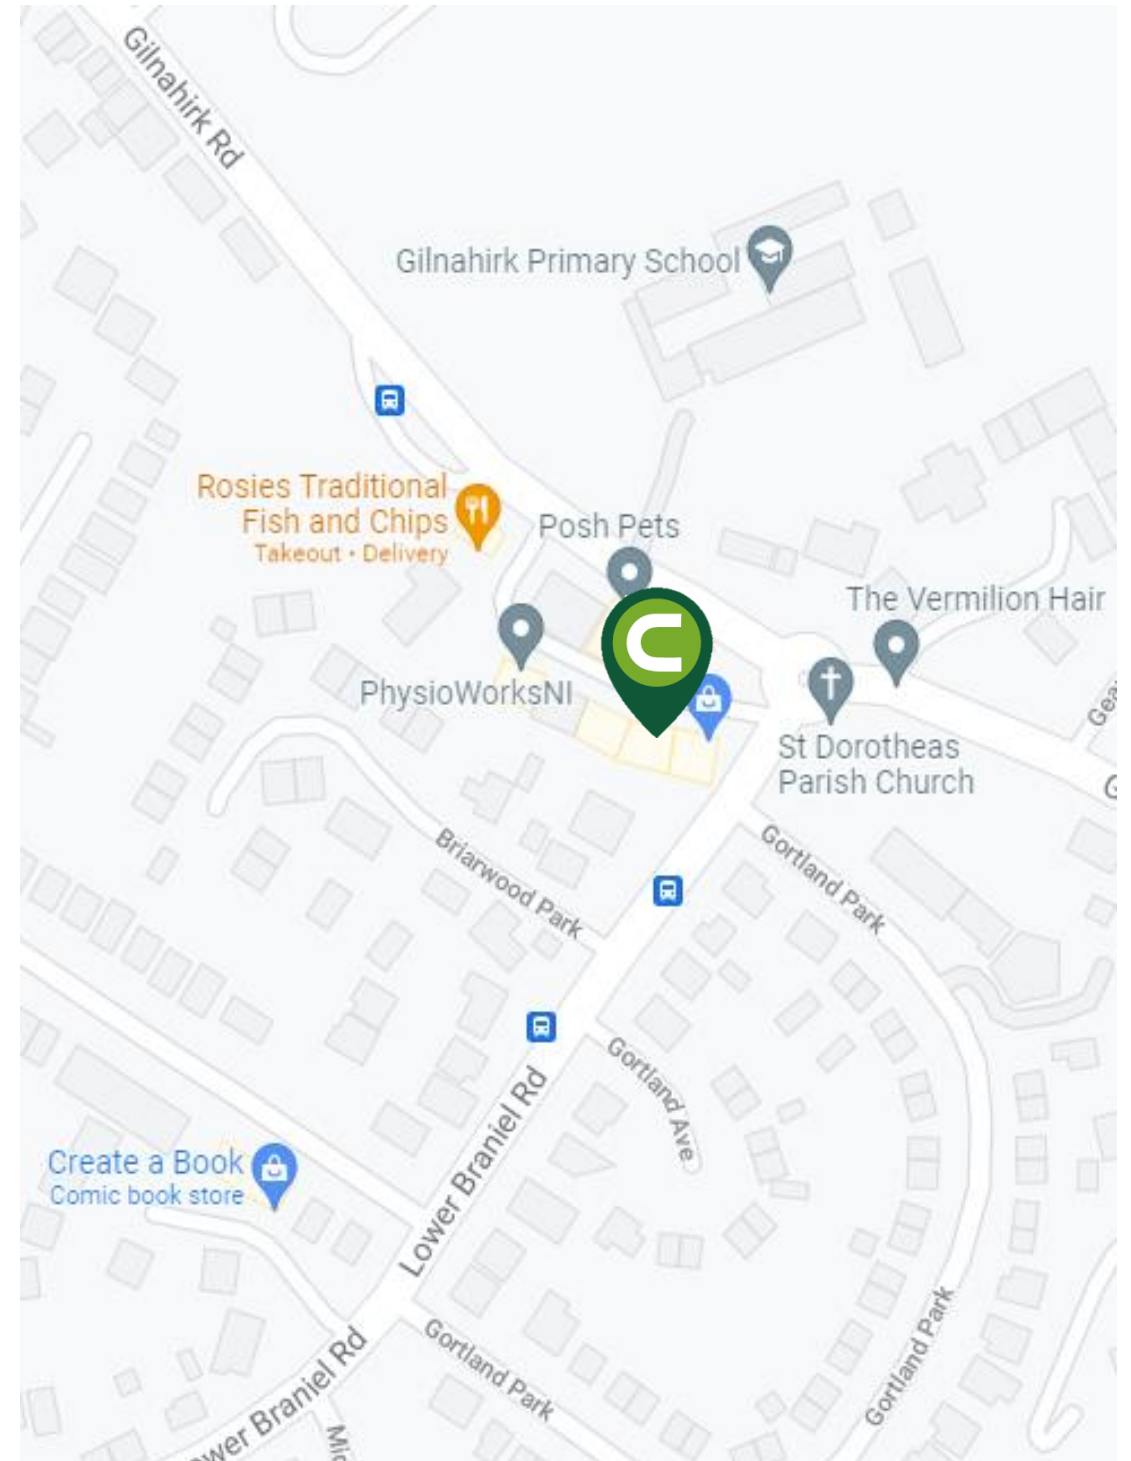 Gilnahirk Rd
Gilnahirk Primary School
Rosies Traditional
Fish and Chips
Takeout • Delivery
Posh Pets
The Vermilion Hair
PhysioWorksNI
St Dorotheas
Parish Church
Gortland Park
Briarwood Park
Gortland Ave
Lower Braniel Rd
Create a Book
Comic book store
Gortland Park
Gortland Park
ower Braniel Rd